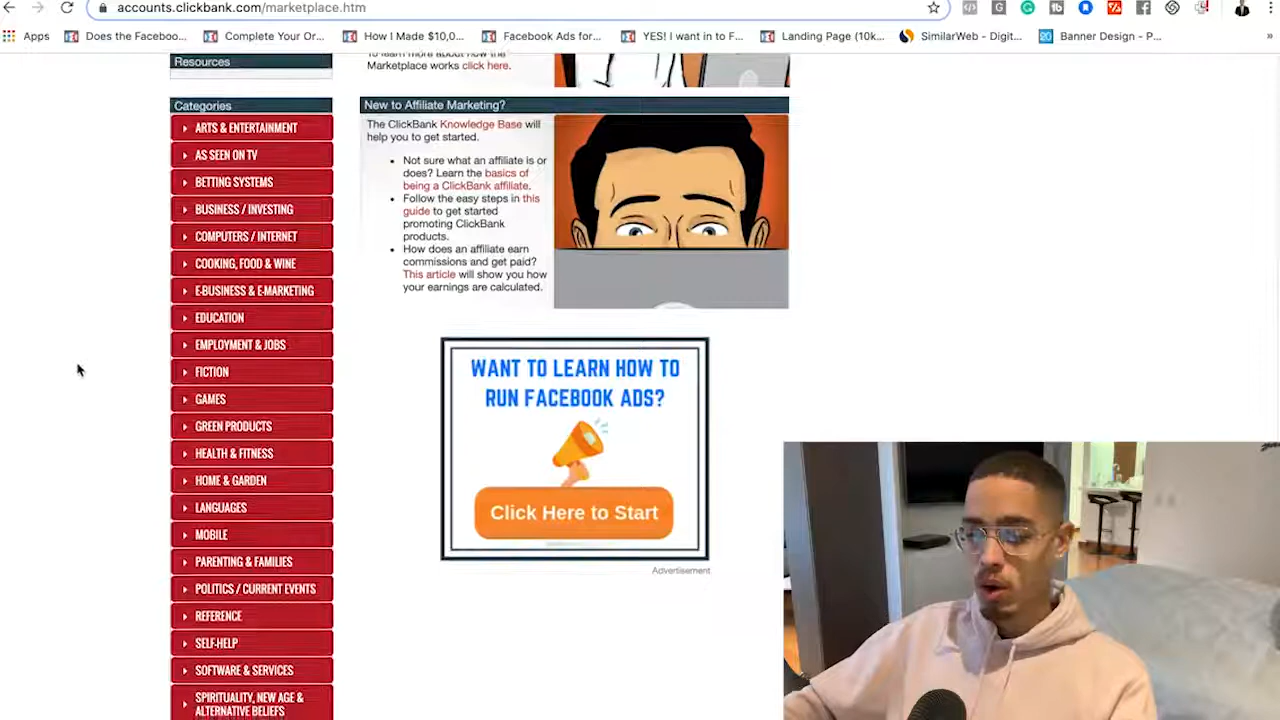 accounts.clickbank.com/marketplace.htm
Apps
Does the Faceboo...
Complete Your Or...
How I Made $10,0...
Facebook Ads for...
YES! I want in to F...
Landing Page (10k...
SimilarWeb - Digit...
Banner Design - P...
»
Resources
Marketplace works click here.
Categories
ARTS & ENTERTAINMENT
AS SEEN ON TV
BETTING SYSTEMS
BUSINESS / INVESTING
COMPUTERS / INTERNET
COOKING, FOOD & WINE
E-BUSINESS & E-MARKETING
EDUCATION
EMPLOYMENT & JOBS
FICTION
GAMES
GREEN PRODUCTS
HEALTH & FITNESS
HOME & GARDEN
LANGUAGES
MOBILE
PARENTING & FAMILIES
POLITICS / CURRENT EVENTS
REFERENCE
SELF-HELP
SOFTWARE & SERVICES
SPIRITUALITY, NEW AGE &
ALTERNATIVE BELIEFS
New to Affiliate Marketing?
The ClickBank Knowledge Base will
help you to get started.
• Not sure what an affiliate is or
does? Learn the basics of
being a ClickBank affiliate.
• Follow the easy steps in this
guide to get started
promoting ClickBank
products.
• How does an affiliate earn
commissions and get paid?
This article will show you how
your earnings are calculated.
WANT TO LEARN HOW TO
RUN FACEBOOK ADS?
Click Here to Start
Advertisement